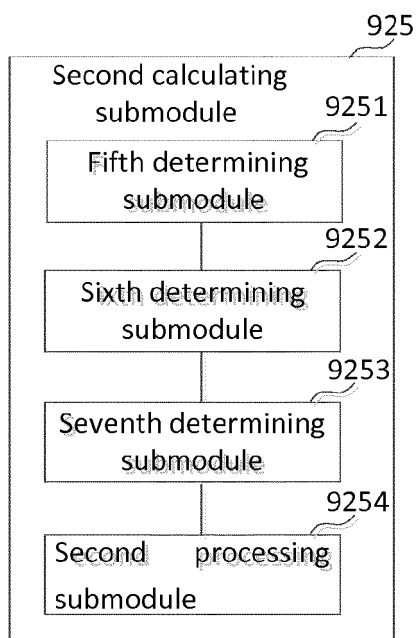 925
Second calculating
submodule
9251
Fifth determining
submodule
9252
Sixth determining
submodule
9253
Seventh determining
submodule
9254
Second processing
submodule